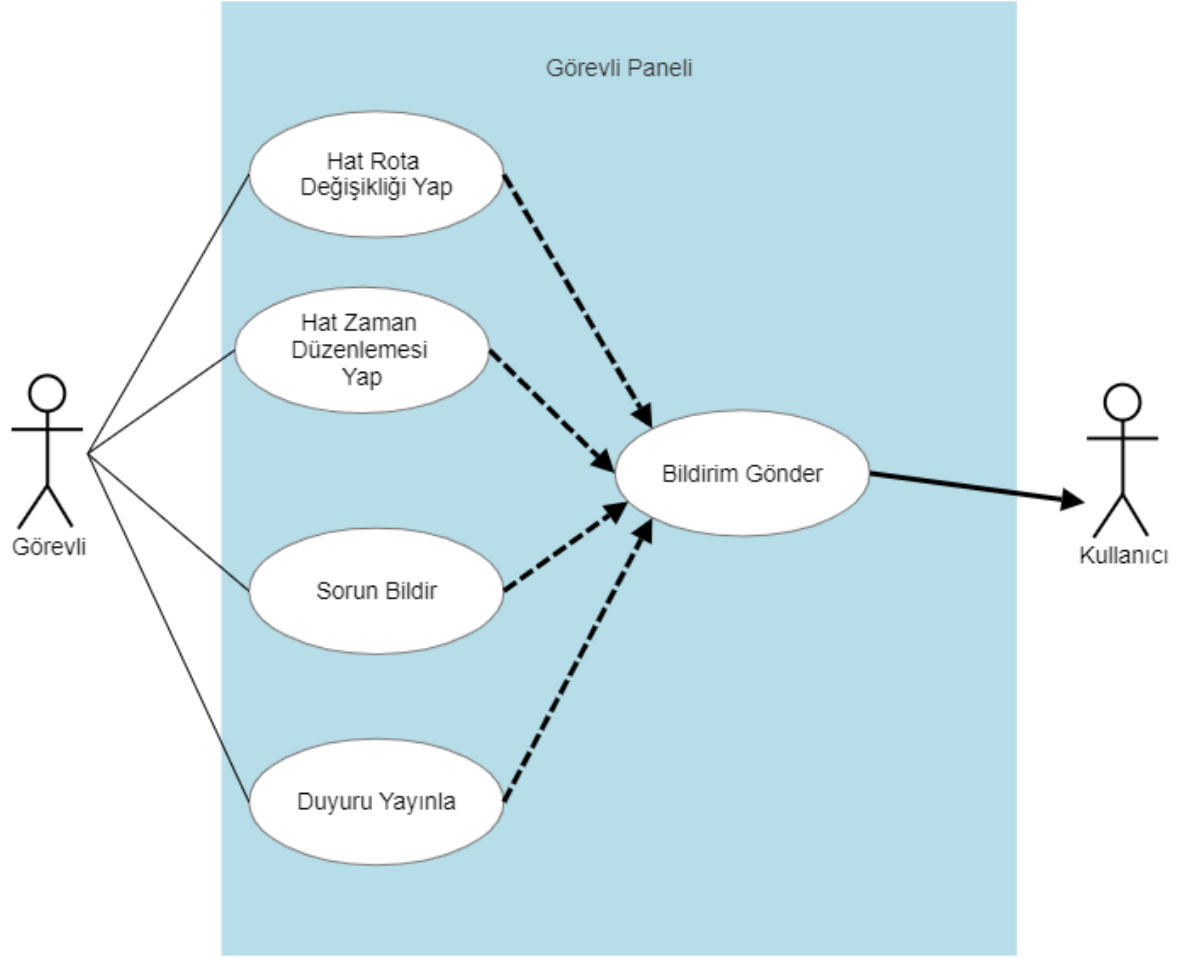 Görevli Paneli
Hat Rota
Değişikliği Yap
Hat Zaman
Düzenlemesi
Yap
Görevli
Bildirim Gönder
Kullanıcı
Sorun Bildir
Duyuru Yayınla